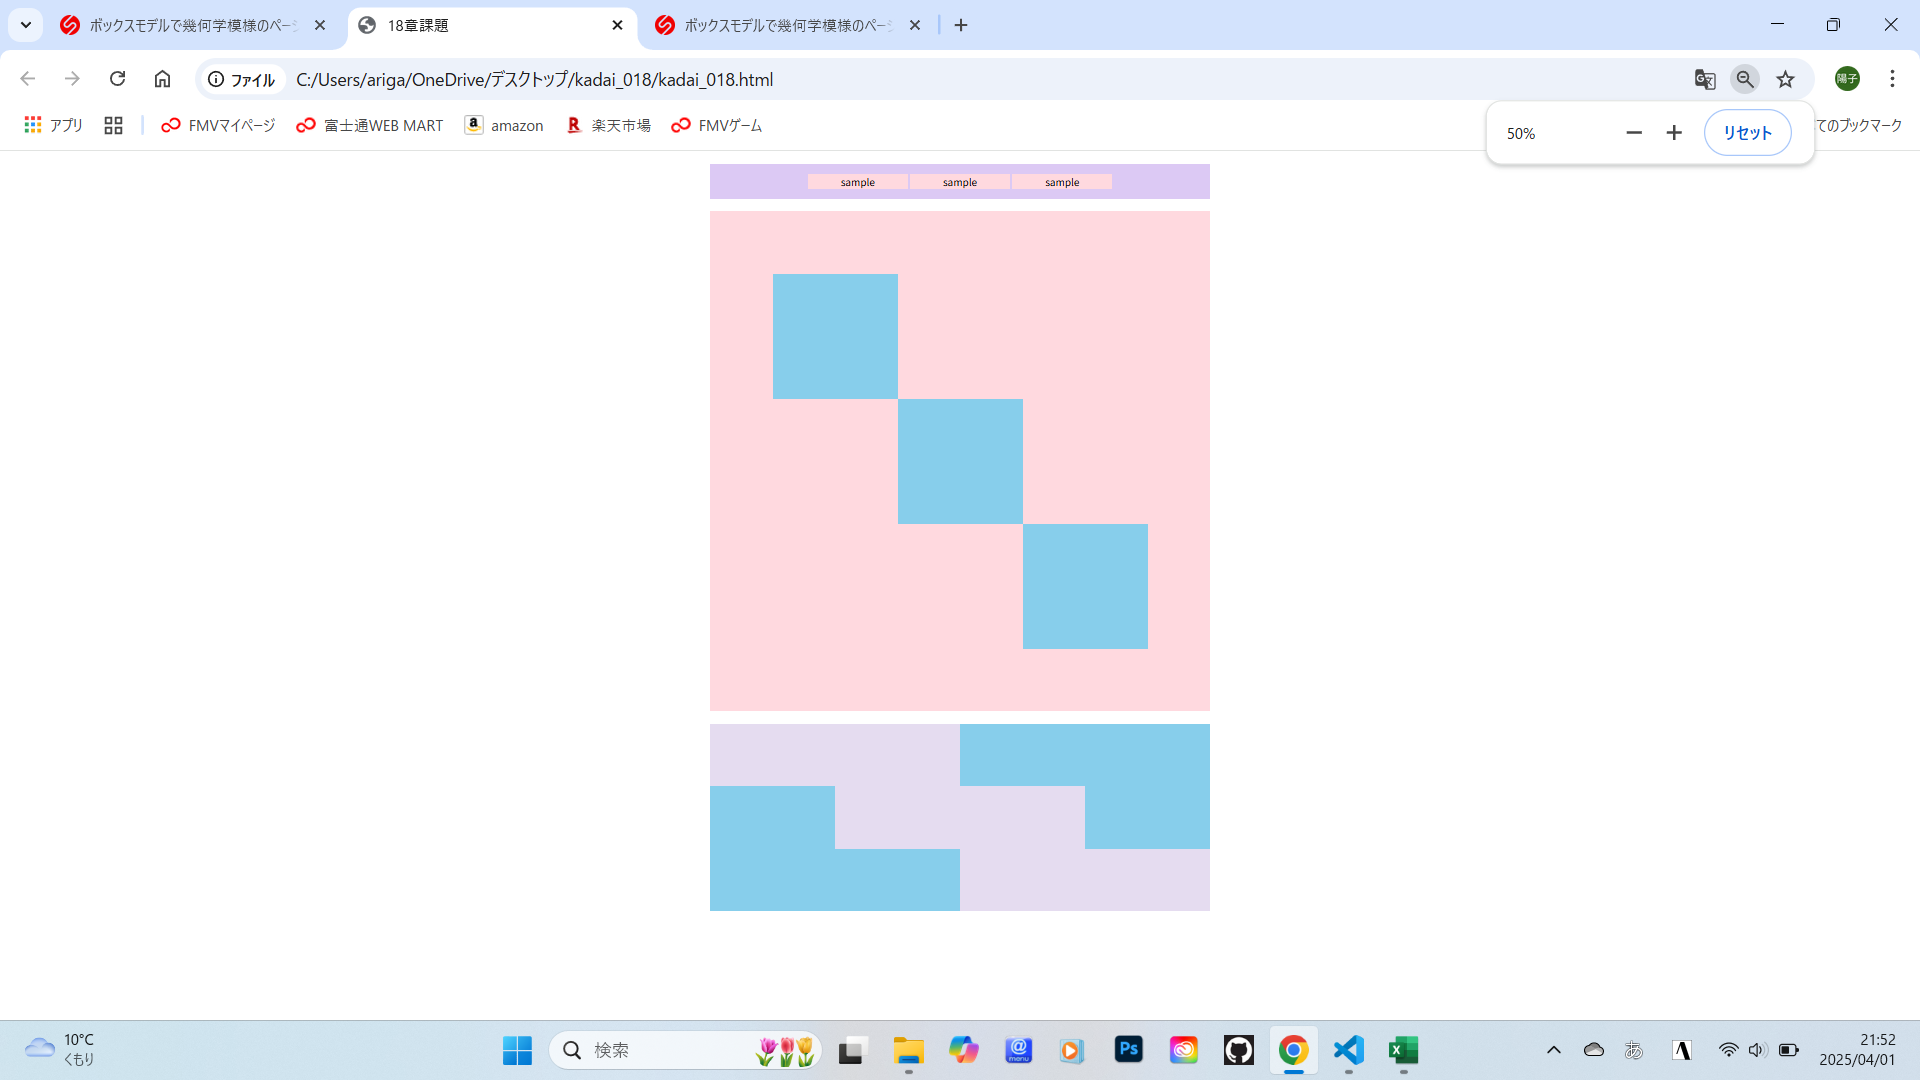 ボックスモデルで幾何学模様のペー
18章課題
ボックスモデルで幾何学模様のペー
ファイル
C:/Users/ariga/OneDrive/デスクトップ/kadai_018/kadai_018.html
陽子
アプリ
FMVマイページ
富士通WEB MART
amazon
楽天市場
FMVゲーム
てのブックマーク
50%
リセット
sample
sample
sample
10°C
くもり
検索
@
menu
Ps
あ
A
21:52
2025/04/01